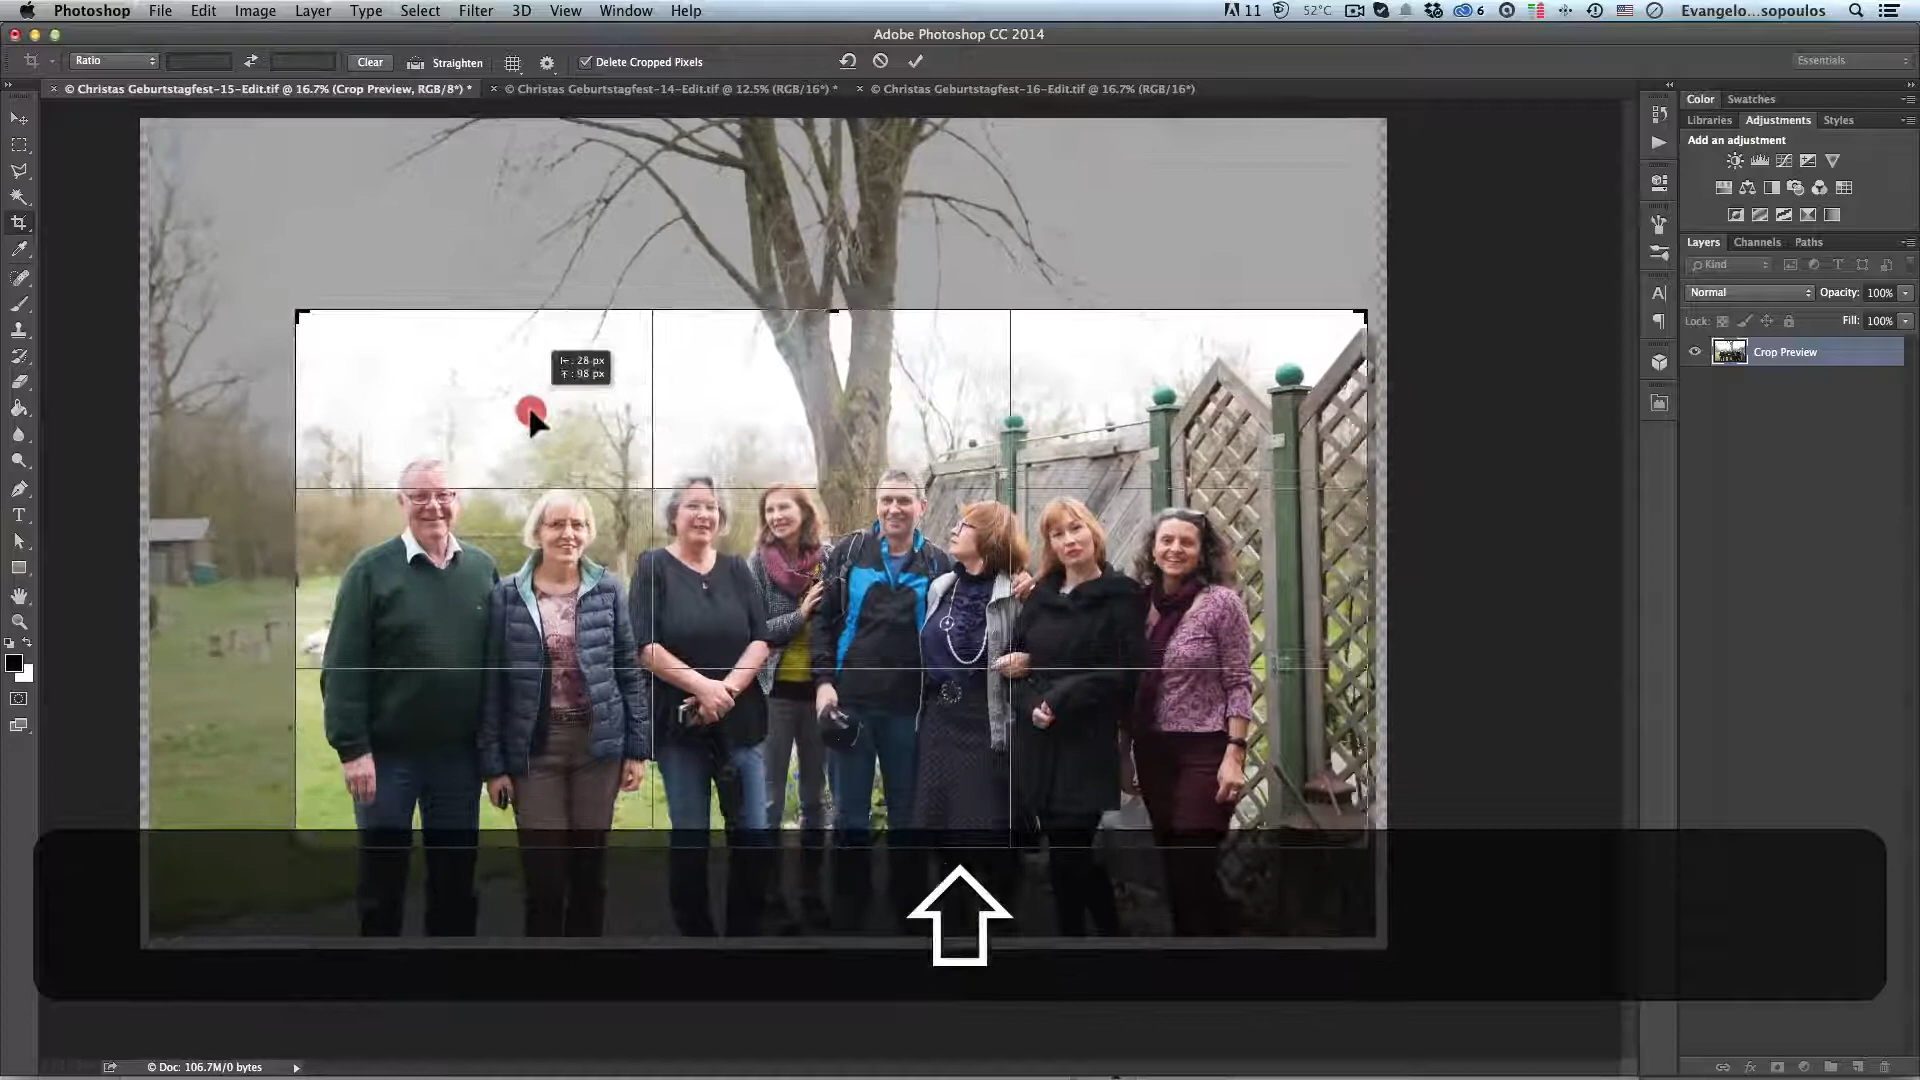 Photoshop File Edit Image Layer Type Select Filter 3D View Window Help
11 52°C 6 Evangelo...sopoulos
Adobe Photoshop CC 2014
Ratio Clear Straighten Delete Cropped Pixels Essentials
× © Christas Geburtstagfest-15-Edit.tif @ 16.7% (Crop Preview, RGB/8*) * × © Christas Geburtstagfest-14-Edit.tif @ 12.5% (RGB/16*) * × © Christas Geburtstagfest-16-Edit.tif @ 16.7% (RGB/16*)
Color Swatches
Libraries Adjustments Styles
Add an adjustment
Layers Channels Paths
Kind
Normal Opacity: 100%
Lock: Fill: 100%
Crop Preview
: 28 px
: 98 px
© Doc: 106.7M/0 bytes